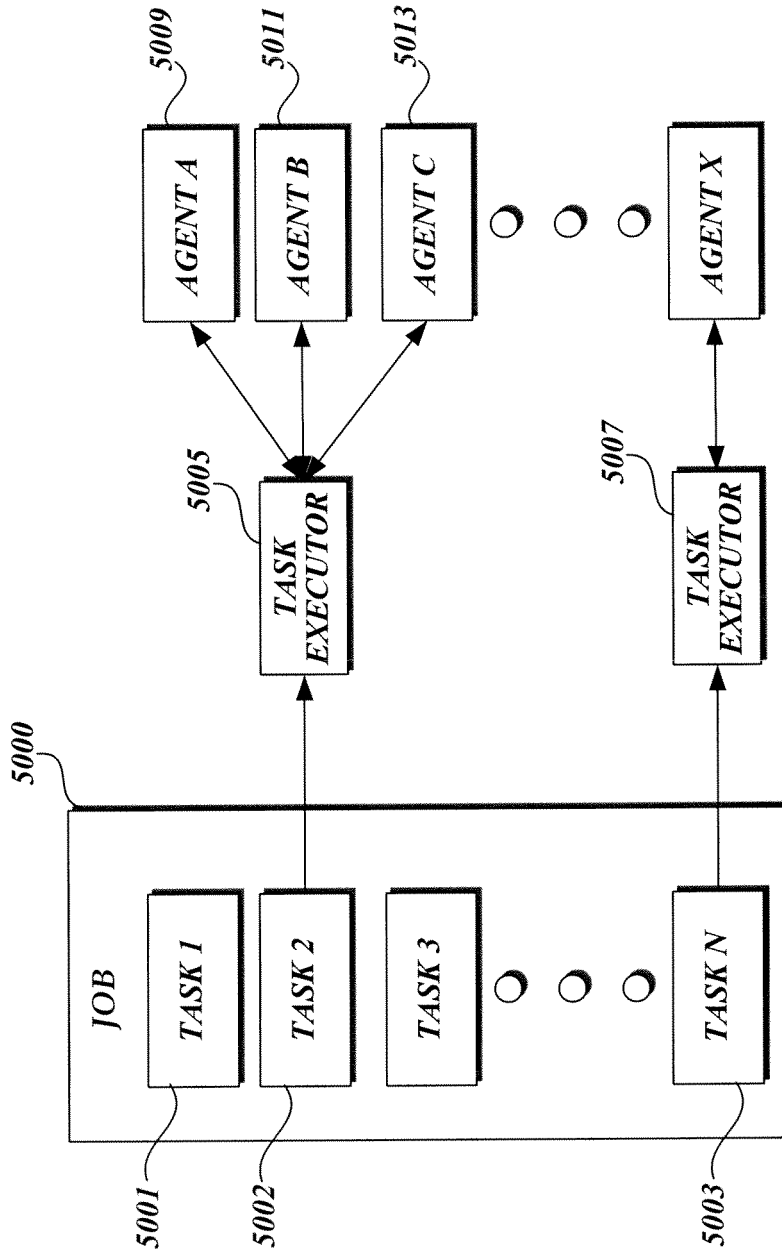 5000
JOB
5001
TASK 1
5002
TASK 2
TASK 3
5003
TASK N
5005
TASK
EXECUTOR
5007
TASK
EXECUTOR
5009
AGENT A
5011
AGENT B
5013
AGENT C
AGENT X